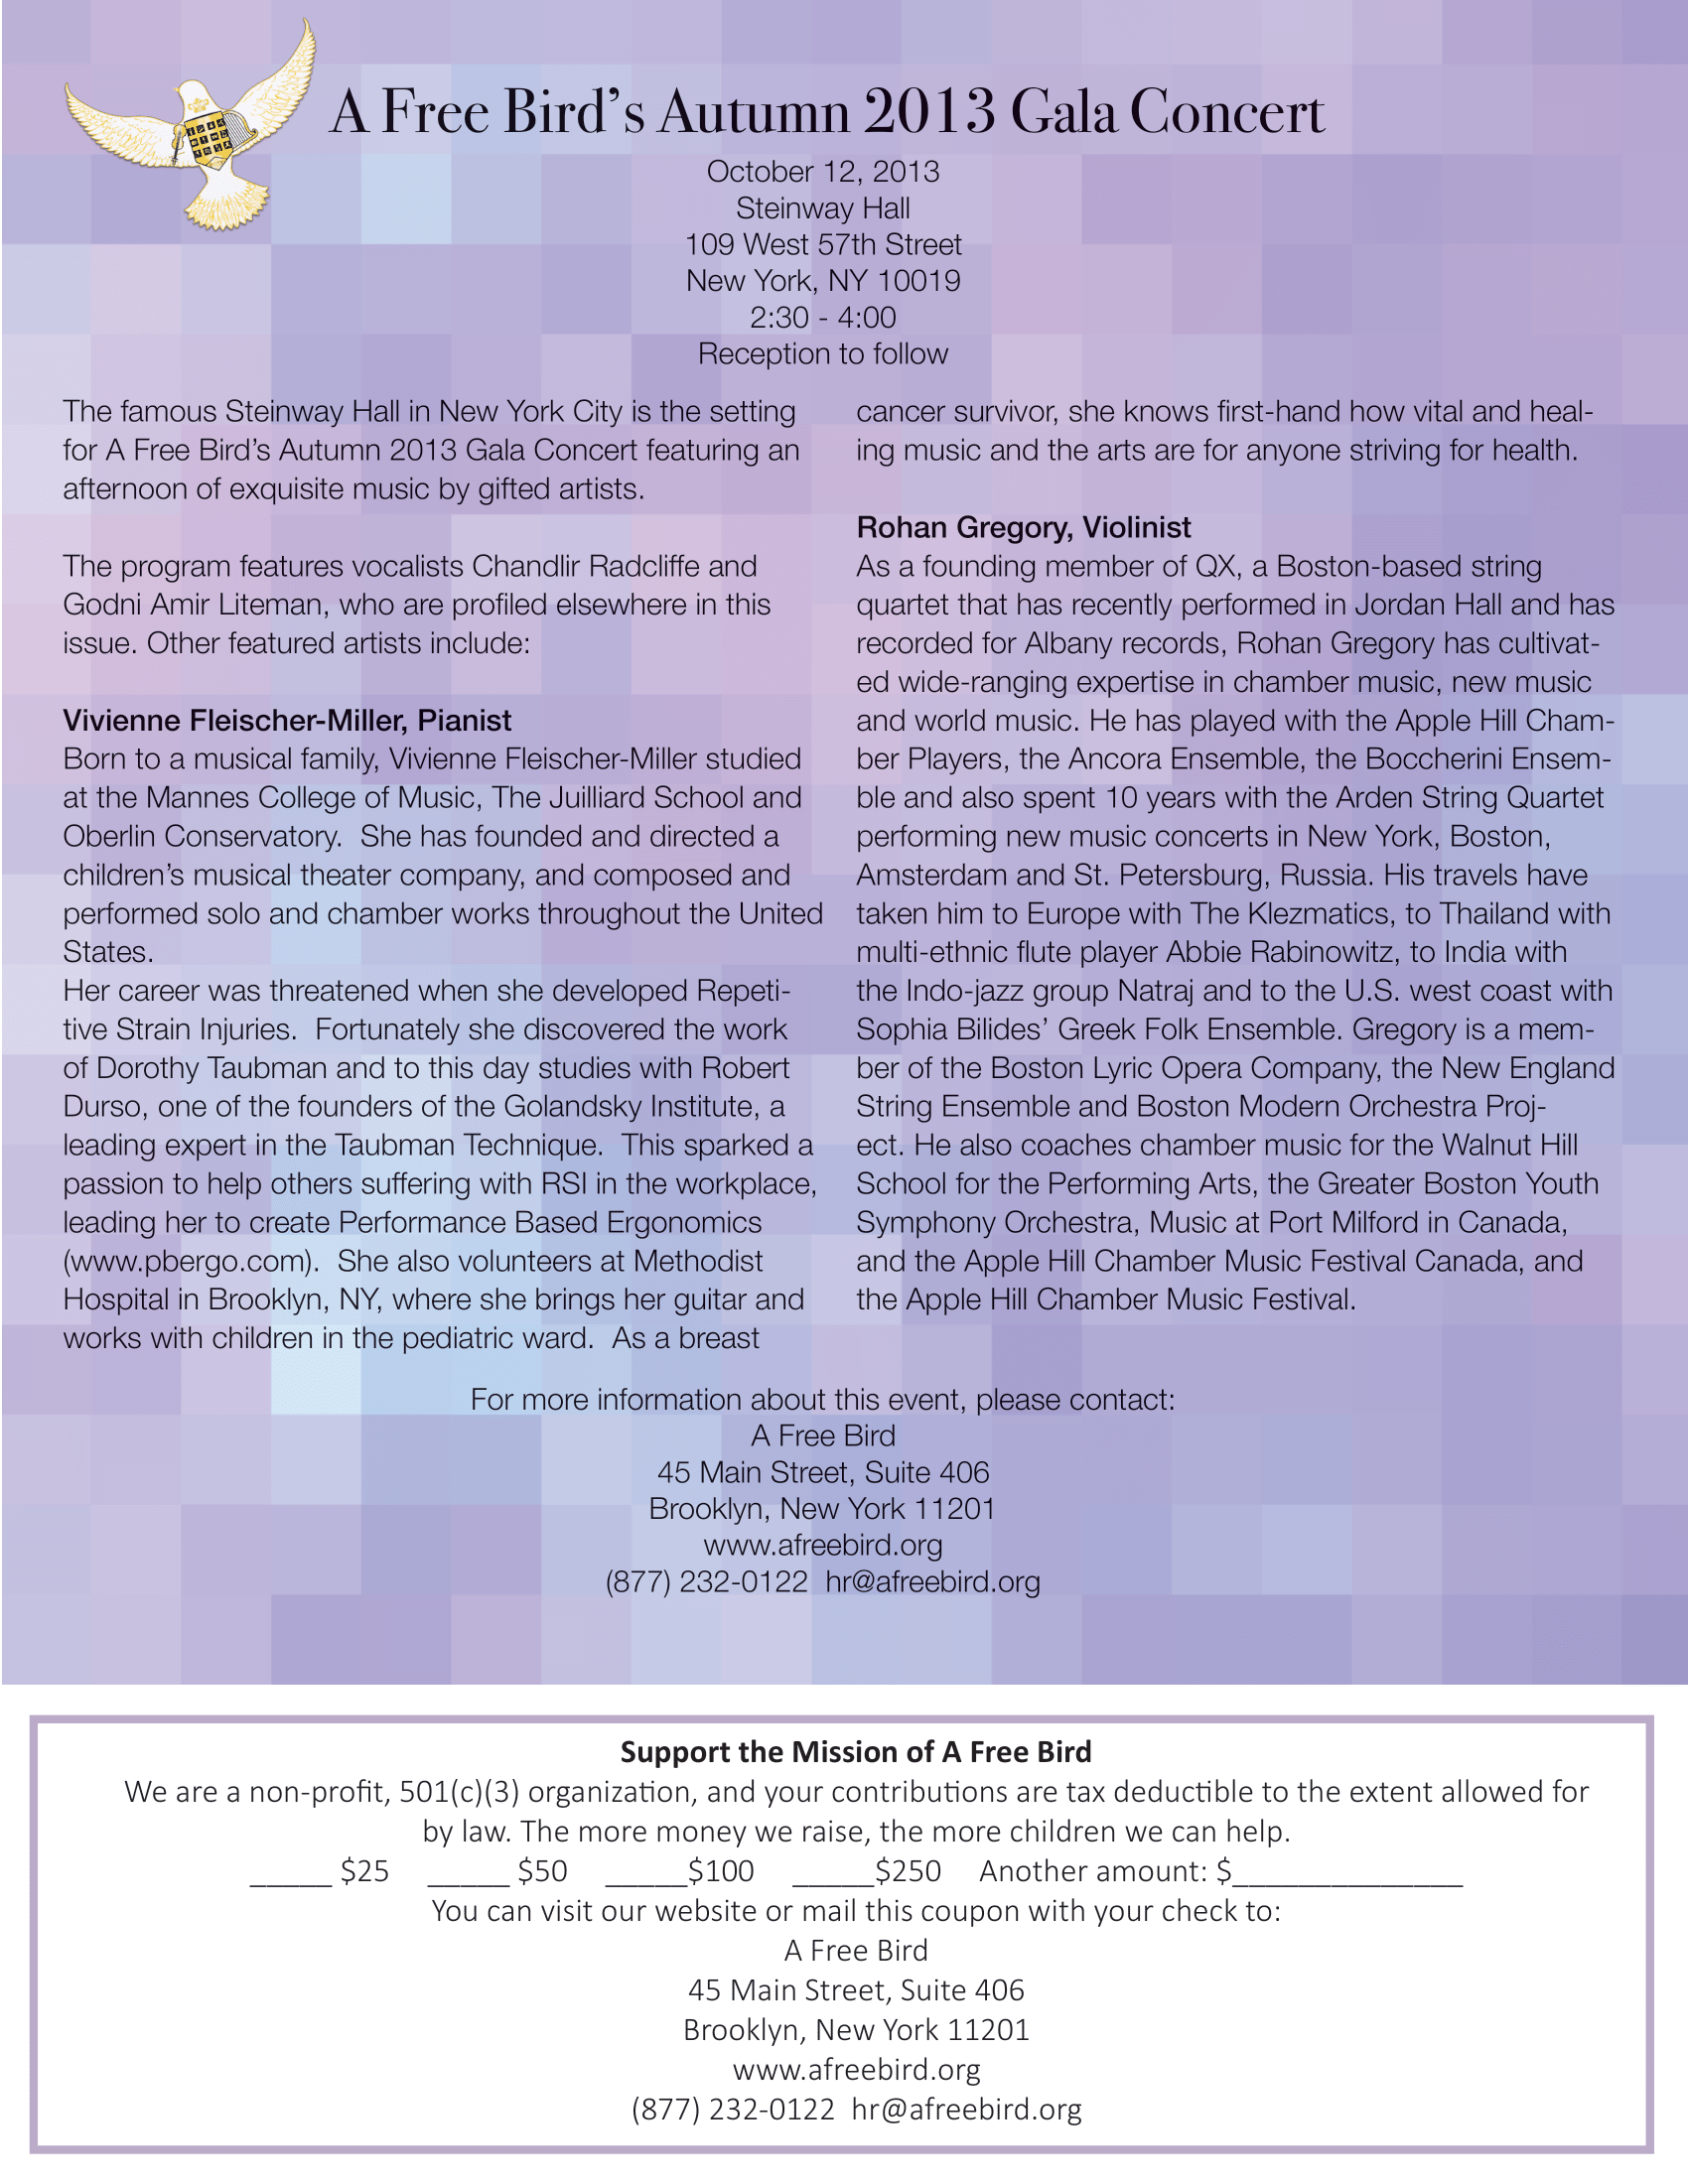 A Free Bird’s Autumn 2013 Gala Concert
October 12, 2013
Steinway Hall
109 West 57th Street
New York, NY 10019
2:30 - 4:00
Reception to follow
The famous Steinway Hall in New York City is the setting
for A Free Bird’s Autumn 2013 Gala Concert featuring an
afternoon of exquisite music by gifted artists.
The program features vocalists Chandlir Radcliffe and
Godni Amir Liteman, who are profiled elsewhere in this
issue. Other featured artists include:
Vivienne Fleischer-Miller, Pianist
Born to a musical family, Vivienne Fleischer-Miller studied
at the Mannes College of Music, The Juilliard School and
Oberlin Conservatory.  She has founded and directed a
children’s musical theater company, and composed and
performed solo and chamber works throughout the United
States.
Her career was threatened when she developed Repeti-
tive Strain Injuries.  Fortunately she discovered the work
of Dorothy Taubman and to this day studies with Robert
Durso, one of the founders of the Golandsky Institute, a
leading expert in the Taubman Technique.  This sparked a
passion to help others suffering with RSI in the workplace,
leading her to create Performance Based Ergonomics
(www.pbergo.com).  She also volunteers at Methodist
Hospital in Brooklyn, NY, where she brings her guitar and
works with children in the pediatric ward.  As a breast
cancer survivor, she knows first-hand how vital and heal-
ing music and the arts are for anyone striving for health.
Rohan Gregory, Violinist
As a founding member of QX, a Boston-based string
quartet that has recently performed in Jordan Hall and has
recorded for Albany records, Rohan Gregory has cultivat-
ed wide-ranging expertise in chamber music, new music
and world music. He has played with the Apple Hill Cham-
ber Players, the Ancora Ensemble, the Boccherini Ensem-
ble and also spent 10 years with the Arden String Quartet
performing new music concerts in New York, Boston,
Amsterdam and St. Petersburg, Russia. His travels have
taken him to Europe with The Klezmatics, to Thailand with
multi-ethnic flute player Abbie Rabinowitz, to India with
the Indo-jazz group Natraj and to the U.S. west coast with
Sophia Bilides’ Greek Folk Ensemble. Gregory is a mem-
ber of the Boston Lyric Opera Company, the New England
String Ensemble and Boston Modern Orchestra Proj-
ect. He also coaches chamber music for the Walnut Hill
School for the Performing Arts, the Greater Boston Youth
Symphony Orchestra, Music at Port Milford in Canada,
and the Apple Hill Chamber Music Festival Canada, and
the Apple Hill Chamber Music Festival.
For more information about this event, please contact:
A Free Bird
45 Main Street, Suite 406
Brooklyn, New York 11201
www.afreebird.org
(877) 232-0122  hr@afreebird.org
Support the Mission of A Free Bird
We are a non-profit, 501(c)(3) organization, and your contributions are tax deductible to the extent allowed for
by law. The more money we raise, the more children we can help.
_____ $25 _____ $50 _____$100 _____$250 Another amount: $______________
You can visit our website or mail this coupon with your check to:
A Free Bird
45 Main Street, Suite 406
Brooklyn, New York 11201
www.afreebird.org
(877) 232-0122  hr@afreebird.org